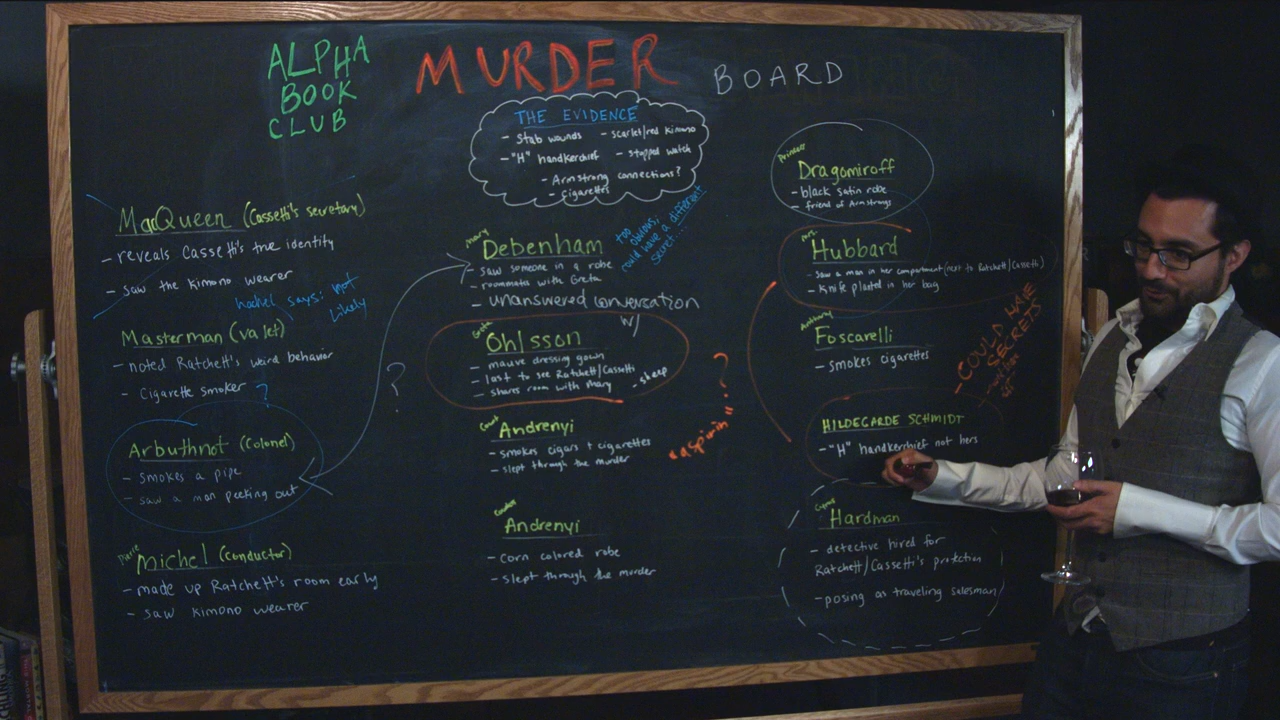 ALPHA
BOOK
CLUB
MURDER
BOARD
THE EVIDENCE
- Stab wounds
- scarlet/red kimono
- "H" handkerchief
- stopped watch
- Armstrong connections?
- cigarettes
MacQueen (Cassetti's secretary)
- reveals Cassetti's true identity
- saw the kimono wearer
says: not
likely
Masterman (valet)
- noted Ratchett's weird behavior
- Cigarette smoker ?
Arbuthnot (Colonel)
- smokes a pipe
- saw a man peeking out
Pierre
Michel (conductor)
- made up Ratchett's room early
- saw kimono wearer
?
Mary
Debenham
- saw someone in a robe
- roommates with Greta
- unanswered conversation
w/
too
obvious;
could have a different
secret...
Greta
Ohlsson
- mauve dressing gown
- last to see Ratchett/Cassetti
- shares room with Mary
Count
Andrenyi
- smokes cigars + cigarettes
- slept through the murder
"aspirin" ?
Countess
Andrenyi
- corn colored robe
- slept through the murder
Princess
Dragomiroff
- black satin robe
- friend of Armstrongs
Mrs.
Hubbard
- saw a man in her compartment (next to Ratchett/Cassetti)
- knife planted in her bag
Anthony
Foscarelli
- smokes cigarettes
- COULD HAVE
SECRETS
HILDEGARDE SCHMIDT
- "H" handkerchief not hers
Cyrus
Hardman
- detective hired for
Ratchett/Cassetti's protection
- posing as traveling salesman